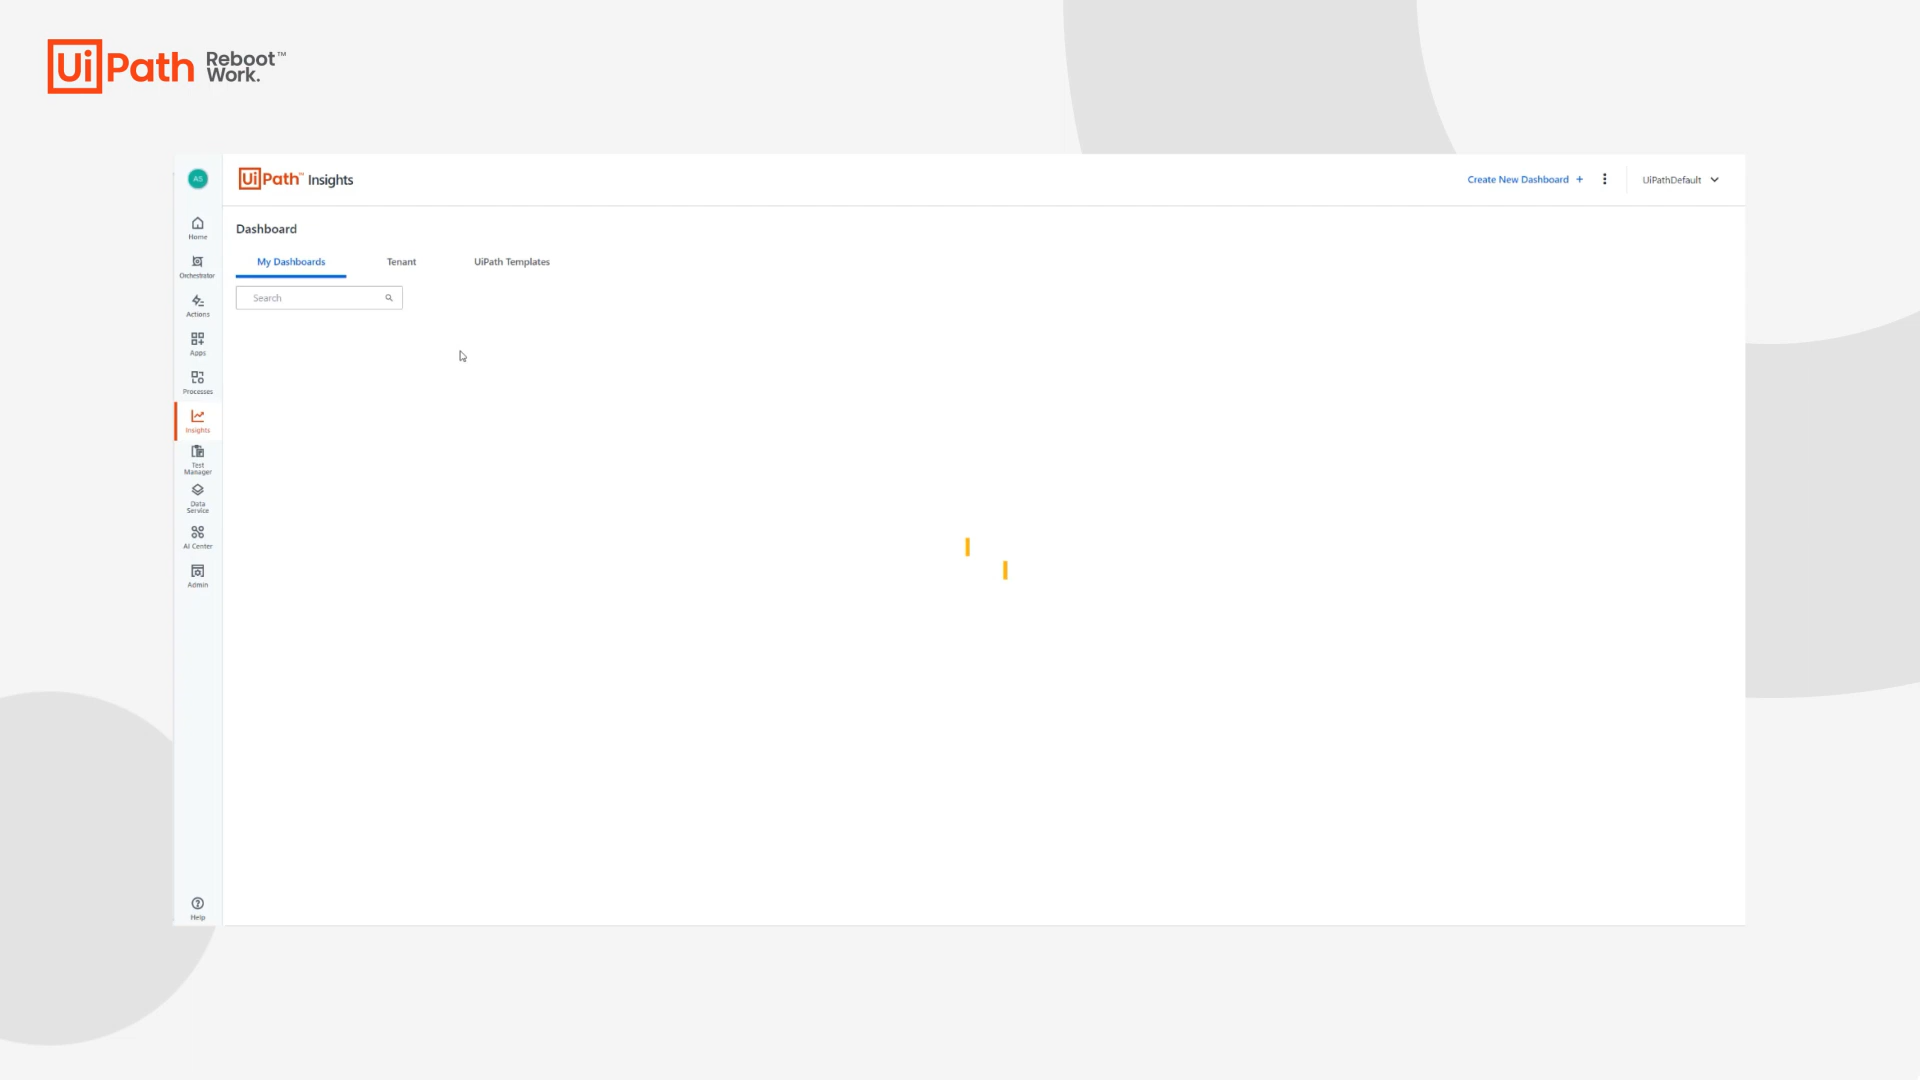 UiPath Reboot™
Work.
AS
UiPath™ Insights
Create New Dashboard +
UiPathDefault
Home
Orchestrator
Actions
Apps
Processes
Insights
Test
Manager
Data
Service
AI Center
Admin
Help
Dashboard
My Dashboards
Tenant
UiPath Templates
Search